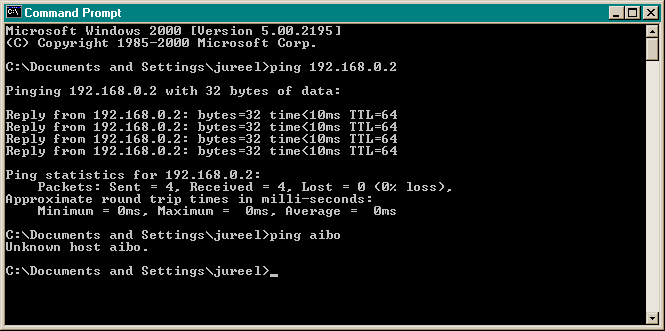 Command Prompt
Microsoft Windows 2000 [Version 5.00.2195]
(C) Copyright 1985-2000 Microsoft Corp.
C:\Documents and Settings\jureel>ping 192.168.0.2
Pinging 192.168.0.2 with 32 bytes of data:
Reply from 192.168.0.2: bytes=32 time<10ms TTL=64
Reply from 192.168.0.2: bytes=32 time<10ms TTL=64
Reply from 192.168.0.2: bytes=32 time<10ms TTL=64
Reply from 192.168.0.2: bytes=32 time<10ms TTL=64
Ping statistics for 192.168.0.2:
    Packets: Sent = 4, Received = 4, Lost = 0 (0% loss),
Approximate round trip times in milli-seconds:
    Minimum = 0ms, Maximum =  0ms, Average =  0ms
C:\Documents and Settings\jureel>ping aibo
Unknown host aibo.
C:\Documents and Settings\jureel>_